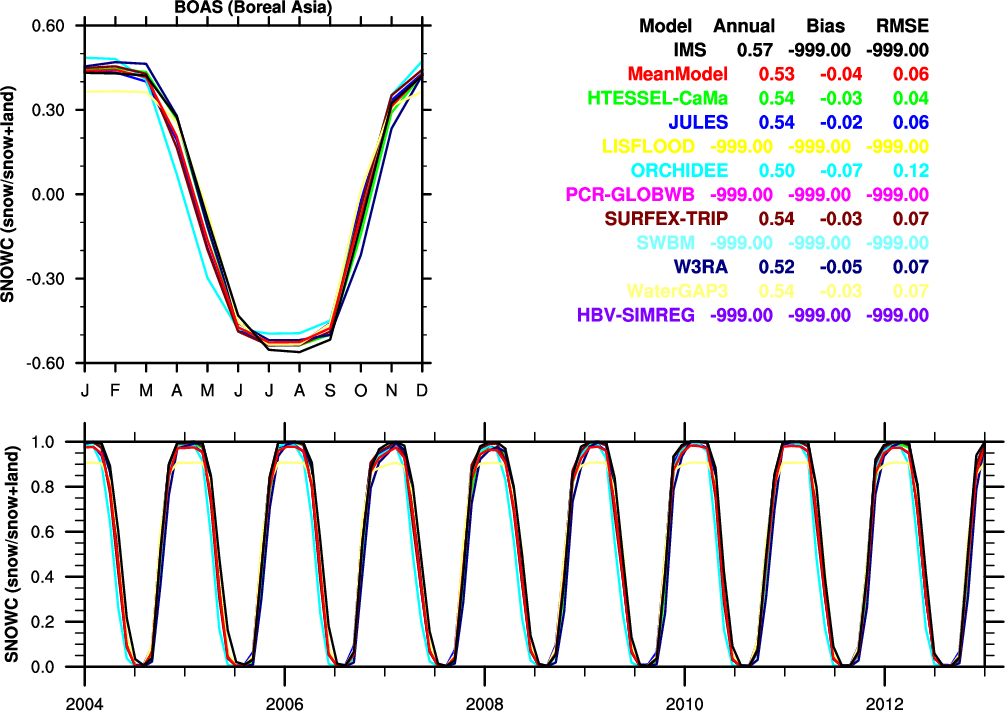 BOAS (Boreal Asia)
SNOWC (snow/snow+land)
0.60
0.30
0.00
-0.30
-0.60
J F M A M J J A S O N D
Model Annual Bias RMSE
IMS 0.57 -999.00 -999.00
MeanModel 0.53 -0.04 0.06
HTESSEL-CaMa 0.54 -0.03 0.04
JULES 0.54 -0.02 0.06
LISFLOOD -999.00 -999.00 -999.00
ORCHIDEE 0.50 -0.07 0.12
PCR-GLOBWB -999.00 -999.00 -999.00
SURFEX-TRIP 0.54 -0.03 0.07
SWBM -999.00 -999.00 -999.00
W3RA 0.52 -0.05 0.07
WaterGAP3 0.54 -0.03 0.07
HBV-SIMREG -999.00 -999.00 -999.00
SNOWC (snow/snow+land)
1.0
0.8
0.6
0.4
0.2
0.0
2004 2006 2008 2010 2012